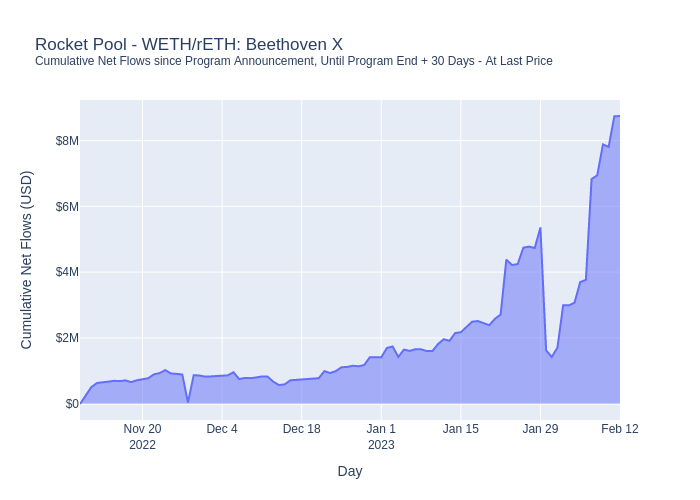 Rocket Pool - WETH/rETH: Beethoven X
Cumulative Net Flows since Program Announcement, Until Program End + 30 Days - At Last Price
Cumulative Net Flows (USD)
$8M
$6M
$4M
$2M
$0
Nov 20 Dec 4 Dec 18 Jan 1 Jan 15 Jan 29 Feb 12
2022 2023
Day